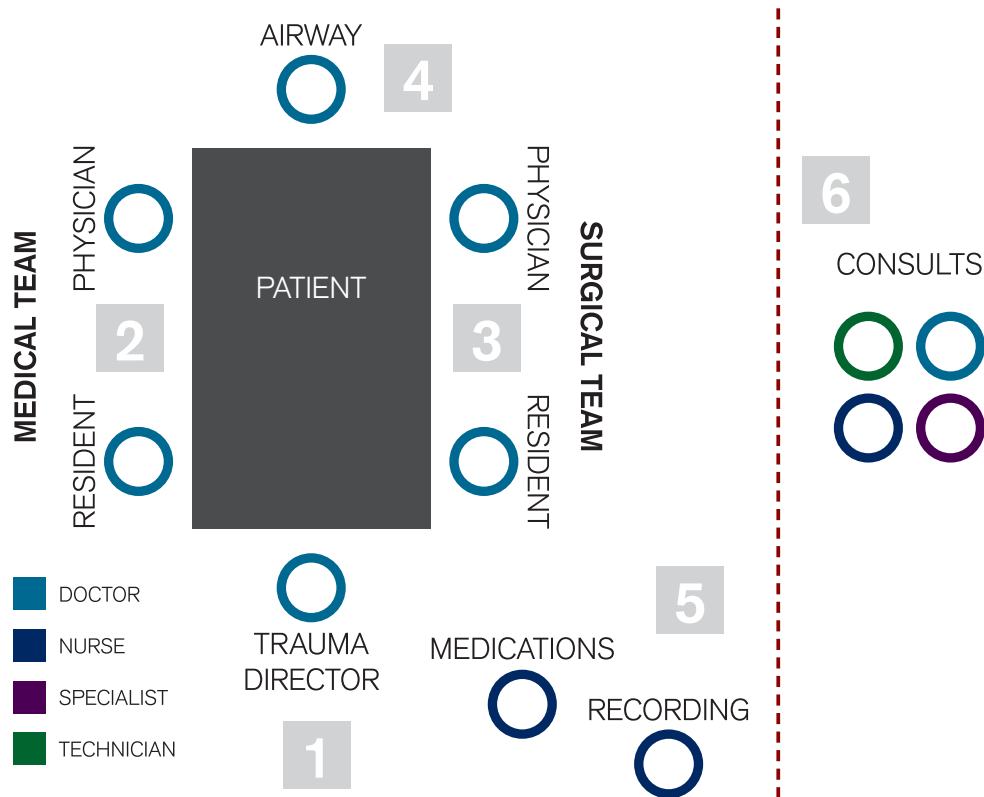 AIRWAY
4
PHYSICIAN
PHYSICIAN
6
MEDICAL TEAM
SURGICAL TEAM
PATIENT
CONSULTS
2
3
RESIDENT
RESIDENT
DOCTOR
NURSE
SPECIALIST
TECHNICIAN
TRAUMA
DIRECTOR
1
5
MEDICATIONS
RECORDING